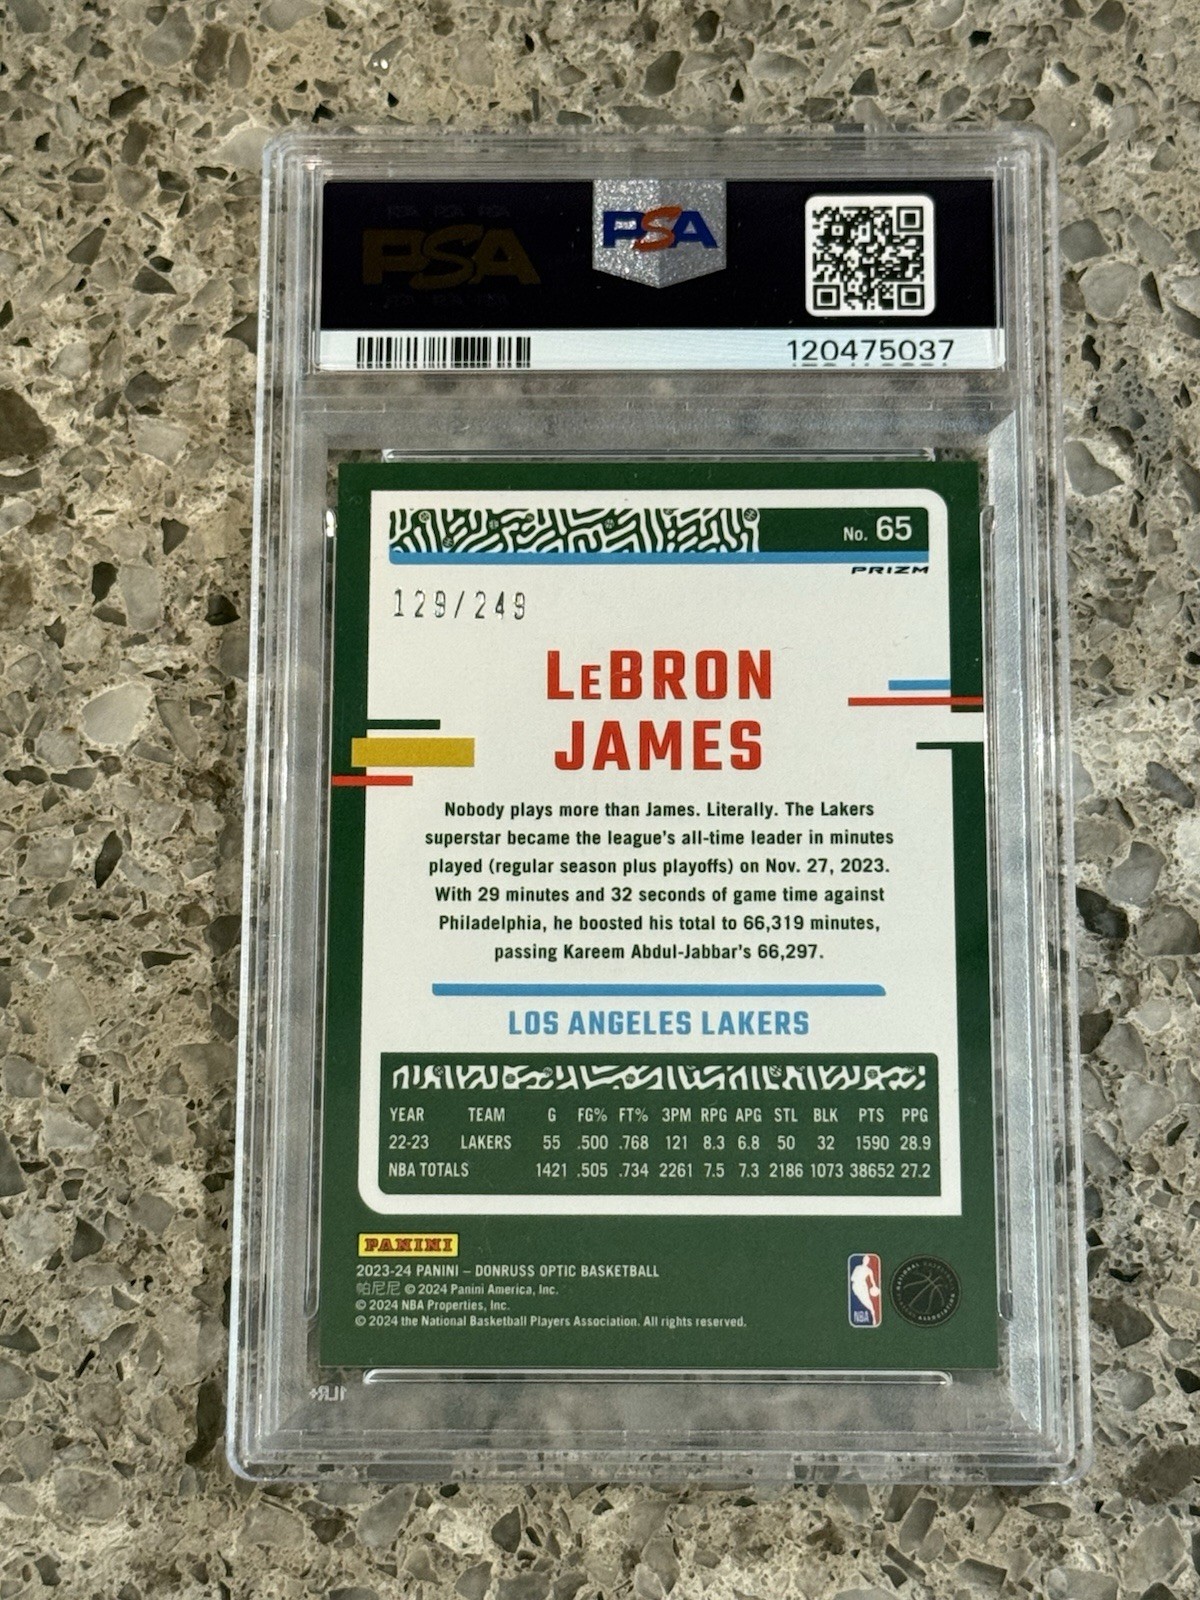 PSA PSA PSA
PSA
PSA PSA PSA
PSA
120475037
No. 65
PRIZM
129/249
LeBRON
JAMES
Nobody plays more than James. Literally. The Lakers
superstar became the league's all-time leader in minutes
played (regular season plus playoffs) on Nov. 27, 2023.
With 29 minutes and 32 seconds of game time against
Philadelphia, he boosted his total to 66,319 minutes,
passing Kareem Abdul-Jabbar's 66,297.
LOS ANGELES LAKERS
YEAR TEAM G FG% FT% 3PM RPG APG STL BLK PTS PPG
22-23 LAKERS 55 .500 .768 121 8.3 6.8 50 32 1590 28.9
NBA TOTALS 1421 .505 .734 2261 7.5 7.3 2186 1073 38652 27.2
PANINI
2023-24 PANINI – DONRUSS OPTIC BASKETBALL
帕尼尼 © 2024 Panini America, Inc.
© 2024 NBA Properties, Inc.
© 2024 the National Basketball Players Association. All rights reserved.
NBA